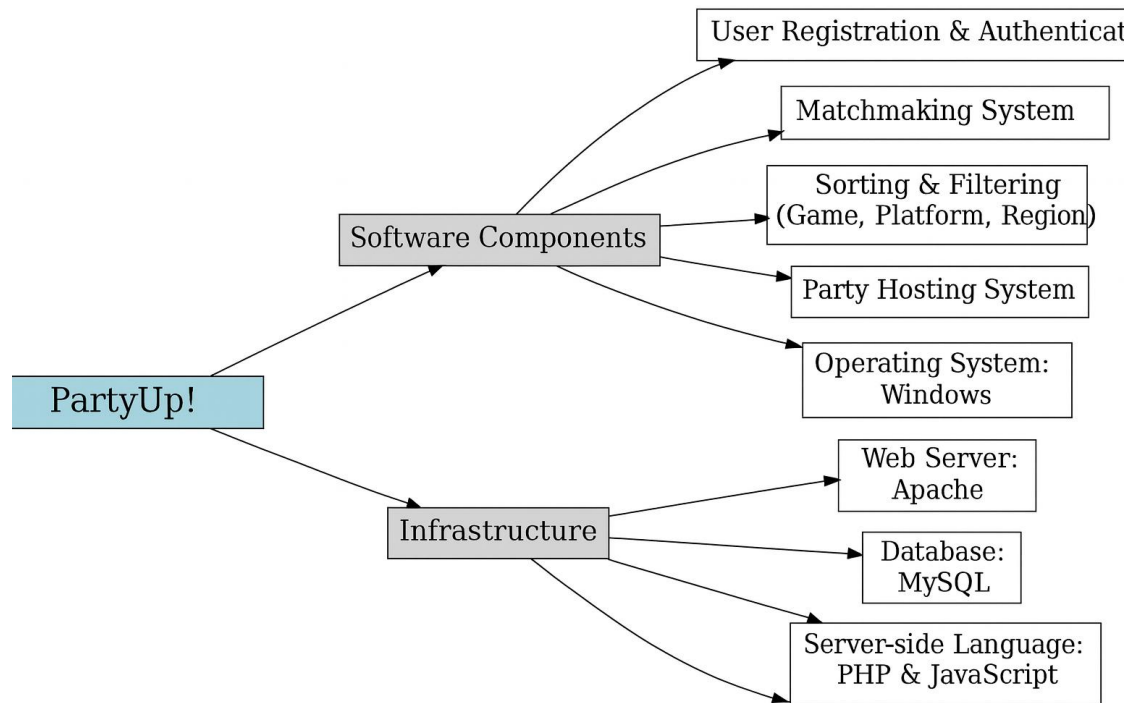 User Registration & Authenticat
Matchmaking System
Sorting & Filtering
(Game, Platform, Region)
Software Components
Party Hosting System
Operating System:
Windows
PartyUp!
Web Server:
Apache
Infrastructure
Database:
MySQL
Server-side Language:
PHP & JavaScript